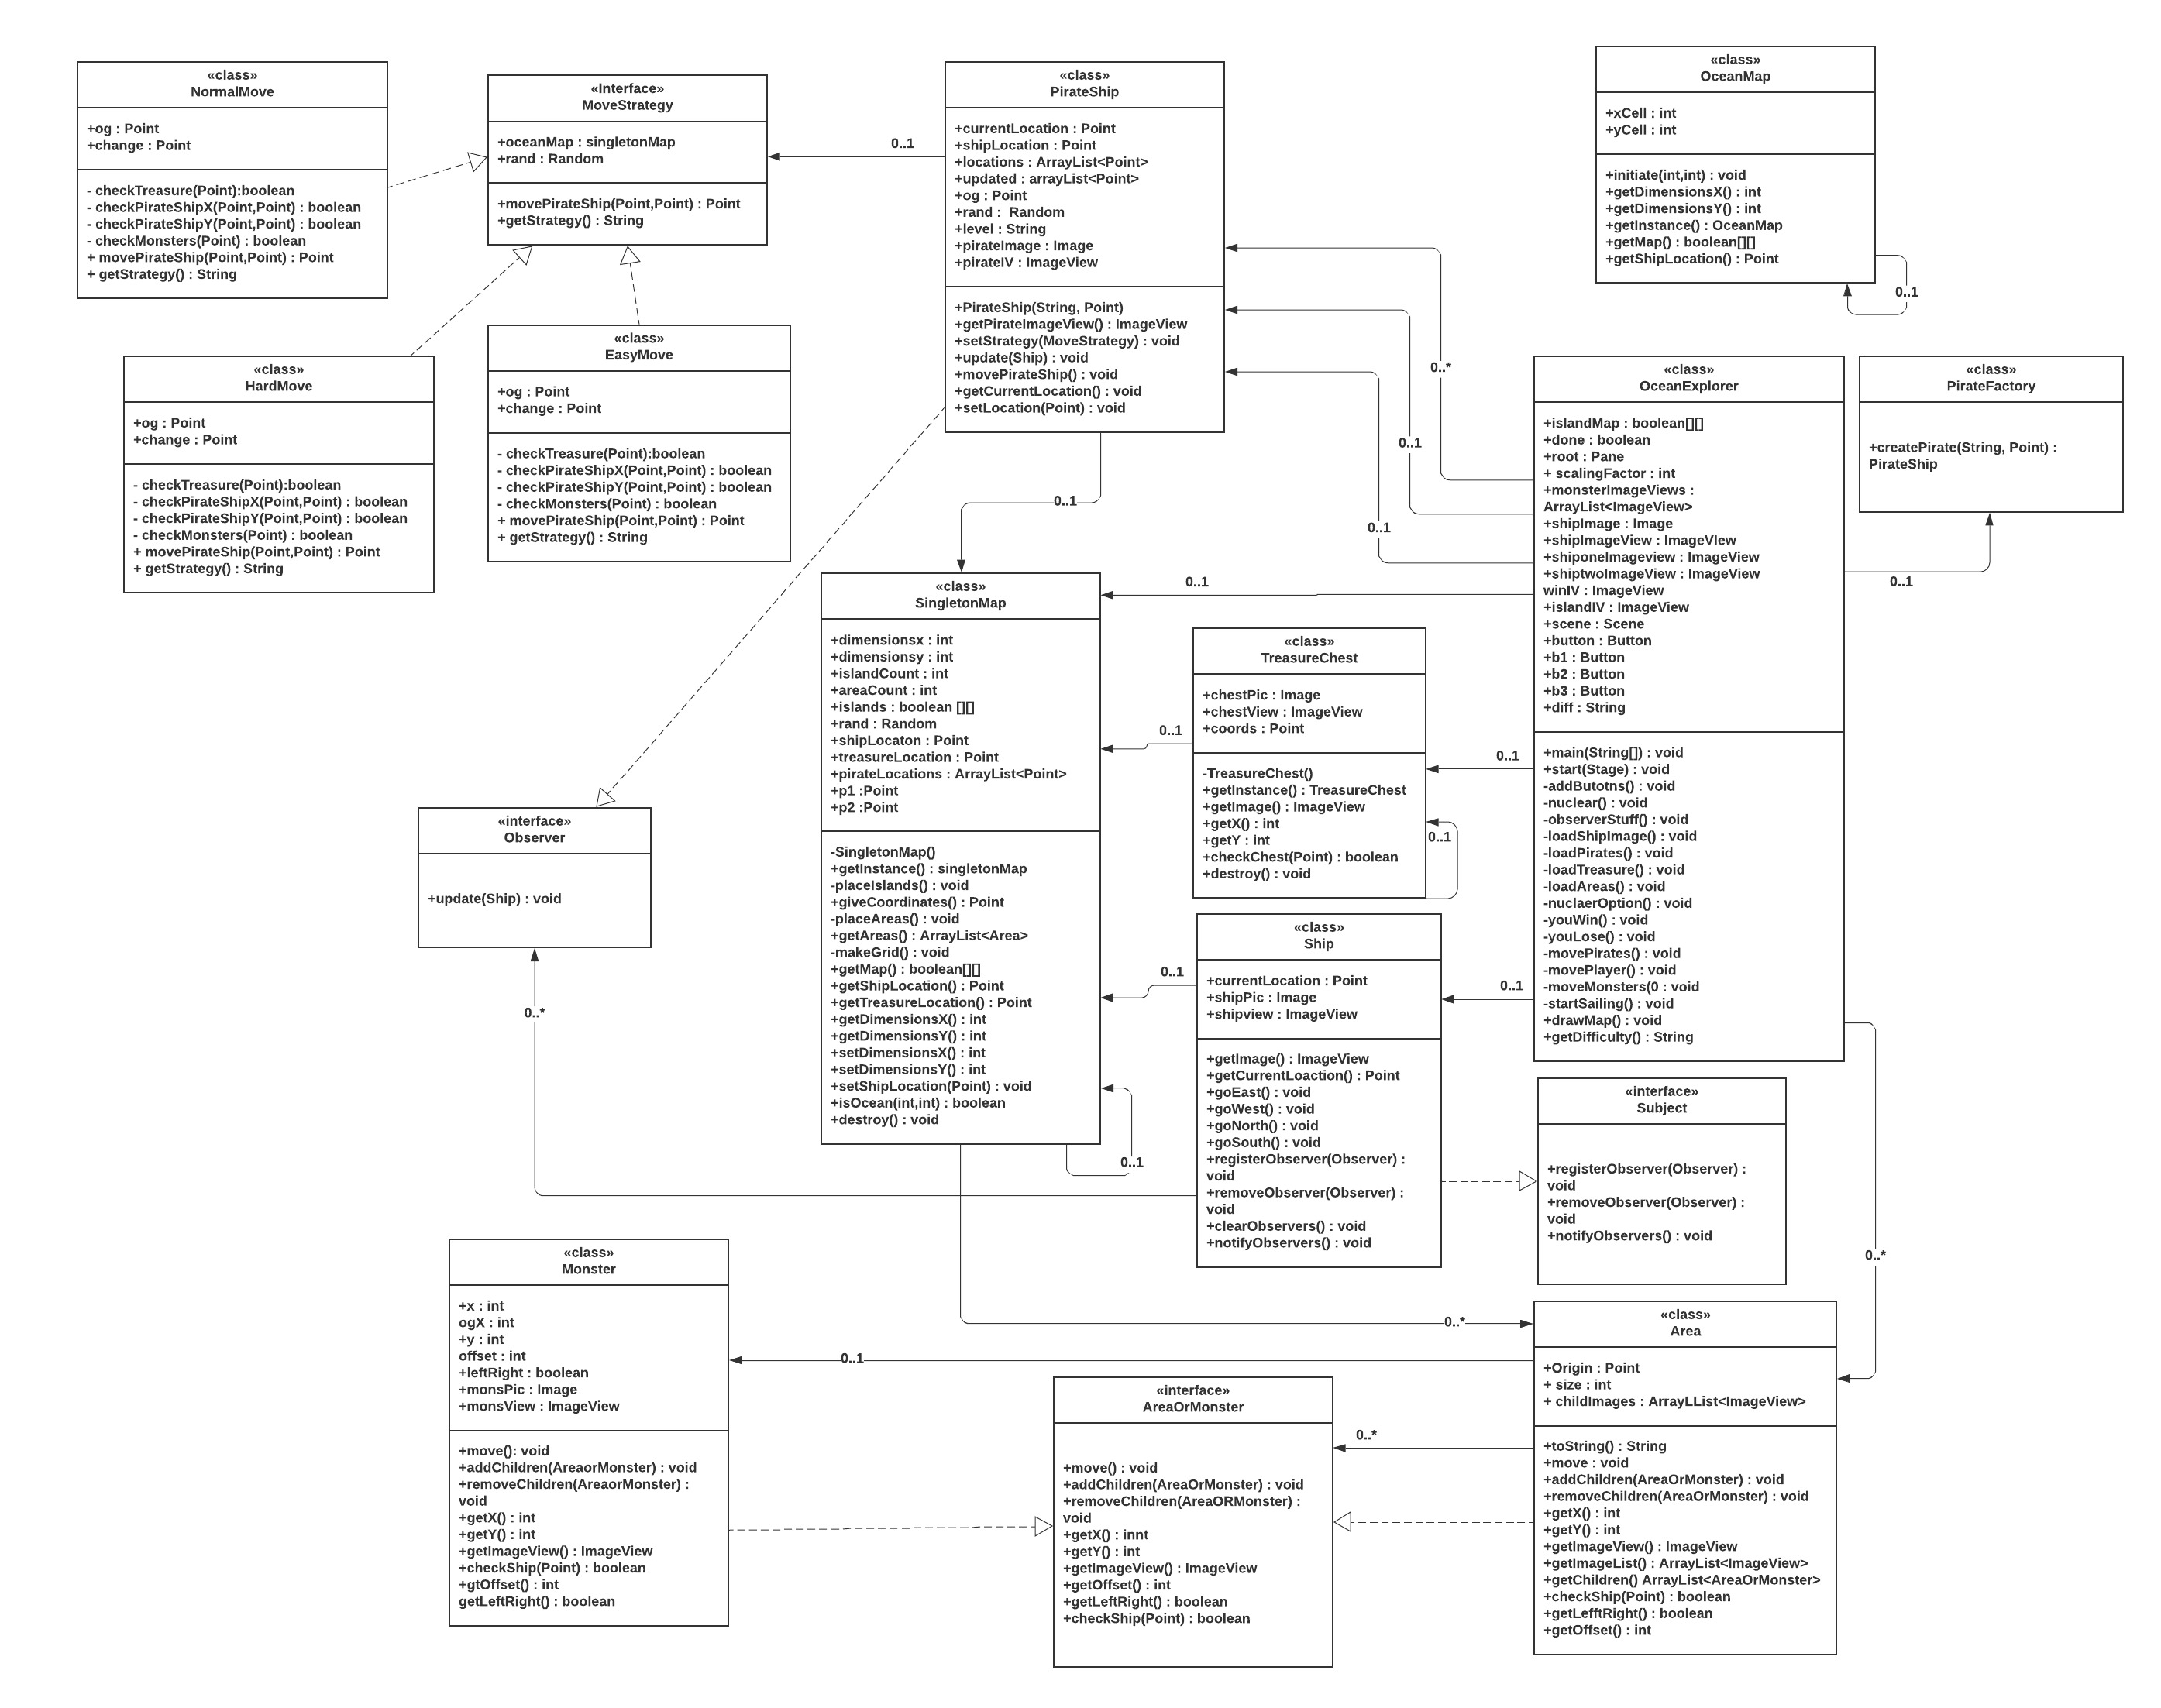 «class»
NormalMove
+og : Point
+change : Point
- checkTreasure(Point):boolean
- checkPirateShipX(Point,Point) : boolean
- checkPirateShipY(Point,Point) : boolean
- checkMonsters(Point) : boolean
+ movePirateShip(Point,Point) : Point
+ getStrategy() : String
«Interface»
MoveStrategy
+oceanMap : singletonMap
+rand : Random
+movePirateShip(Point,Point) : Point
+getStrategy() : String
0..1
«class»
PirateShip
+currentLocation : Point
+shipLocation : Point
+locations : ArrayList<Point>
+updated : arrayList<Point>
+og : Point
+rand :  Random
+level : String
+pirateImage : Image
+pirateIV : ImageView
+PirateShip(String, Point)
+getPirateImageView() : ImageView
+setStrategy(MoveStrategy) : void
+update(Ship) : void
+movePirateShip() : void
+getCurrentLocation() : void
+setLocation(Point) : void
«class»
OceanMap
+xCell : int
+yCell : int
+initiate(int,int) : void
+getDimensionsX() : int
+getDimensionsY() : int
+getInstance() : OceanMap
+getMap() : boolean[][]
+getShipLocation() : Point
0..1
«class»
HardMove
+og : Point
+change : Point
- checkTreasure(Point):boolean
- checkPirateShipX(Point,Point) : boolean
- checkPirateShipY(Point,Point) : boolean
- checkMonsters(Point) : boolean
+ movePirateShip(Point,Point) : Point
+ getStrategy() : String
«class»
EasyMove
+og : Point
+change : Point
- checkTreasure(Point):boolean
- checkPirateShipX(Point,Point) : boolean
- checkPirateShipY(Point,Point) : boolean
- checkMonsters(Point) : boolean
+ movePirateShip(Point,Point) : Point
+ getStrategy() : String
0..*
0..1
0..1
0..1
0..1
«class»
OceanExplorer
+islandMap : boolean[][]
+done : boolean
+root : Pane
+ scalingFactor : int
+monsterImageViews :
ArrayList<ImageView>
+shipImage : Image
+shipImageView : ImageVIew
+shiponeImageview : ImageView
+shiptwoImageView : ImageView
winIV : ImageView
+islandIV : ImageView
+scene : Scene
+button : Button
+b1 : Button
+b2 : Button
+b3 : Button
+diff : String
+main(String[]) : void
+start(Stage) : void
-addButotns() : void
-nuclear() : void
-observerStuff() : void
-loadShipImage() : void
-loadPirates() : void
-loadTreasure() : void
-loadAreas() : void
-nuclaerOption() : void
-youWin() : void
-youLose() : void
-movePirates() : void
-movePlayer() : void
-moveMonsters(0 : void
-startSailing() : void
+drawMap() : void
+getDifficulty() : String
«class»
PirateFactory
+createPirate(String, Point) :
PirateShip
0..1
«class»
SingletonMap
+dimensionsx : int
+dimensionsy : int
+islandCount : int
+areaCount : int
+islands : boolean [][]
+rand : Random
+shipLocaton : Point
+treasureLocation : Point
+pirateLocations : ArrayList<Point>
+p1 :Point
+p2 :Point
-SingletonMap()
+getInstance() : singletonMap
-placeIslands() : void
+giveCoordinates() : Point
-placeAreas() : void
+getAreas() : ArrayList<Area>
-makeGrid() : void
+getMap() : boolean[][]
+getShipLocation() : Point
+getTreasureLocation() : Point
+getDimensionsX() : int
+getDimensionsY() : int
+setDimensionsX() : int
+setDimensionsY() : int
+setShipLocation(Point) : void
+isOcean(int,int) : boolean
+destroy() : void
0..1
0..1
«class»
TreasureChest
+chestPic : Image
+chestView : ImageView
+coords : Point
-TreasureChest()
+getInstance() : TreasureChest
+getImage() : ImageView
+getX() : int
+getY : int
+checkChest(Point) : boolean
+destroy() : void
0..1
0..1
«interface»
Observer
+update(Ship) : void
0..*
0..1
«class»
Ship
+currentLocation : Point
+shipPic : Image
+shipview : ImageView
+getImage() : ImageView
+getCurrentLoaction() : Point
+goEast() : void
+goWest() : void
+goNorth() : void
+goSouth() : void
+registerObserver(Observer) :
void
+removeObserver(Observer) :
void
+clearObservers() : void
+notifyObservers() : void
0..1
«interface»
Subject
+registerObserver(Observer) :
void
+removeObserver(Observer) :
void
+notifyObservers() : void
0..*
0..*
0..1
«class»
Monster
+x : int
ogX : int
+y : int
offset : int
+leftRight : boolean
+monsPic : Image
+monsView : ImageView
+move(): void
+addChildren(AreaorMonster) : void
+removeChildren(AreaorMonster) :
void
+getX() : int
+getY() : int
+getImageView() : ImageView
+checkShip(Point) : boolean
+gtOffset() : int
getLeftRight() : boolean
«interface»
AreaOrMonster
+move() : void
+addChildren(AreaOrMonster) : void
+removeChildren(AreaORMonster) :
void
+getX() : innt
+getY() : int
+getImageView() : ImageView
+getOffset() : int
+getLeftRight() : boolean
+checkShip(Point) : boolean
0..*
«class»
Area
+Origin : Point
+ size : int
+ childImages : ArrayLList<ImageView>
+toString() : String
+move : void
+addChildren(AreaOrMonster) : void
+removeChildren(AreaOrMonster) : void
+getX() : int
+getY() : int
+getImageView() : ImageView
+getImageList() : ArrayList<ImageView>
+getChildren() ArrayList<AreaOrMonster>
+checkShip(Point) : boolean
+getLefftRight() : boolean
+getOffset() : int